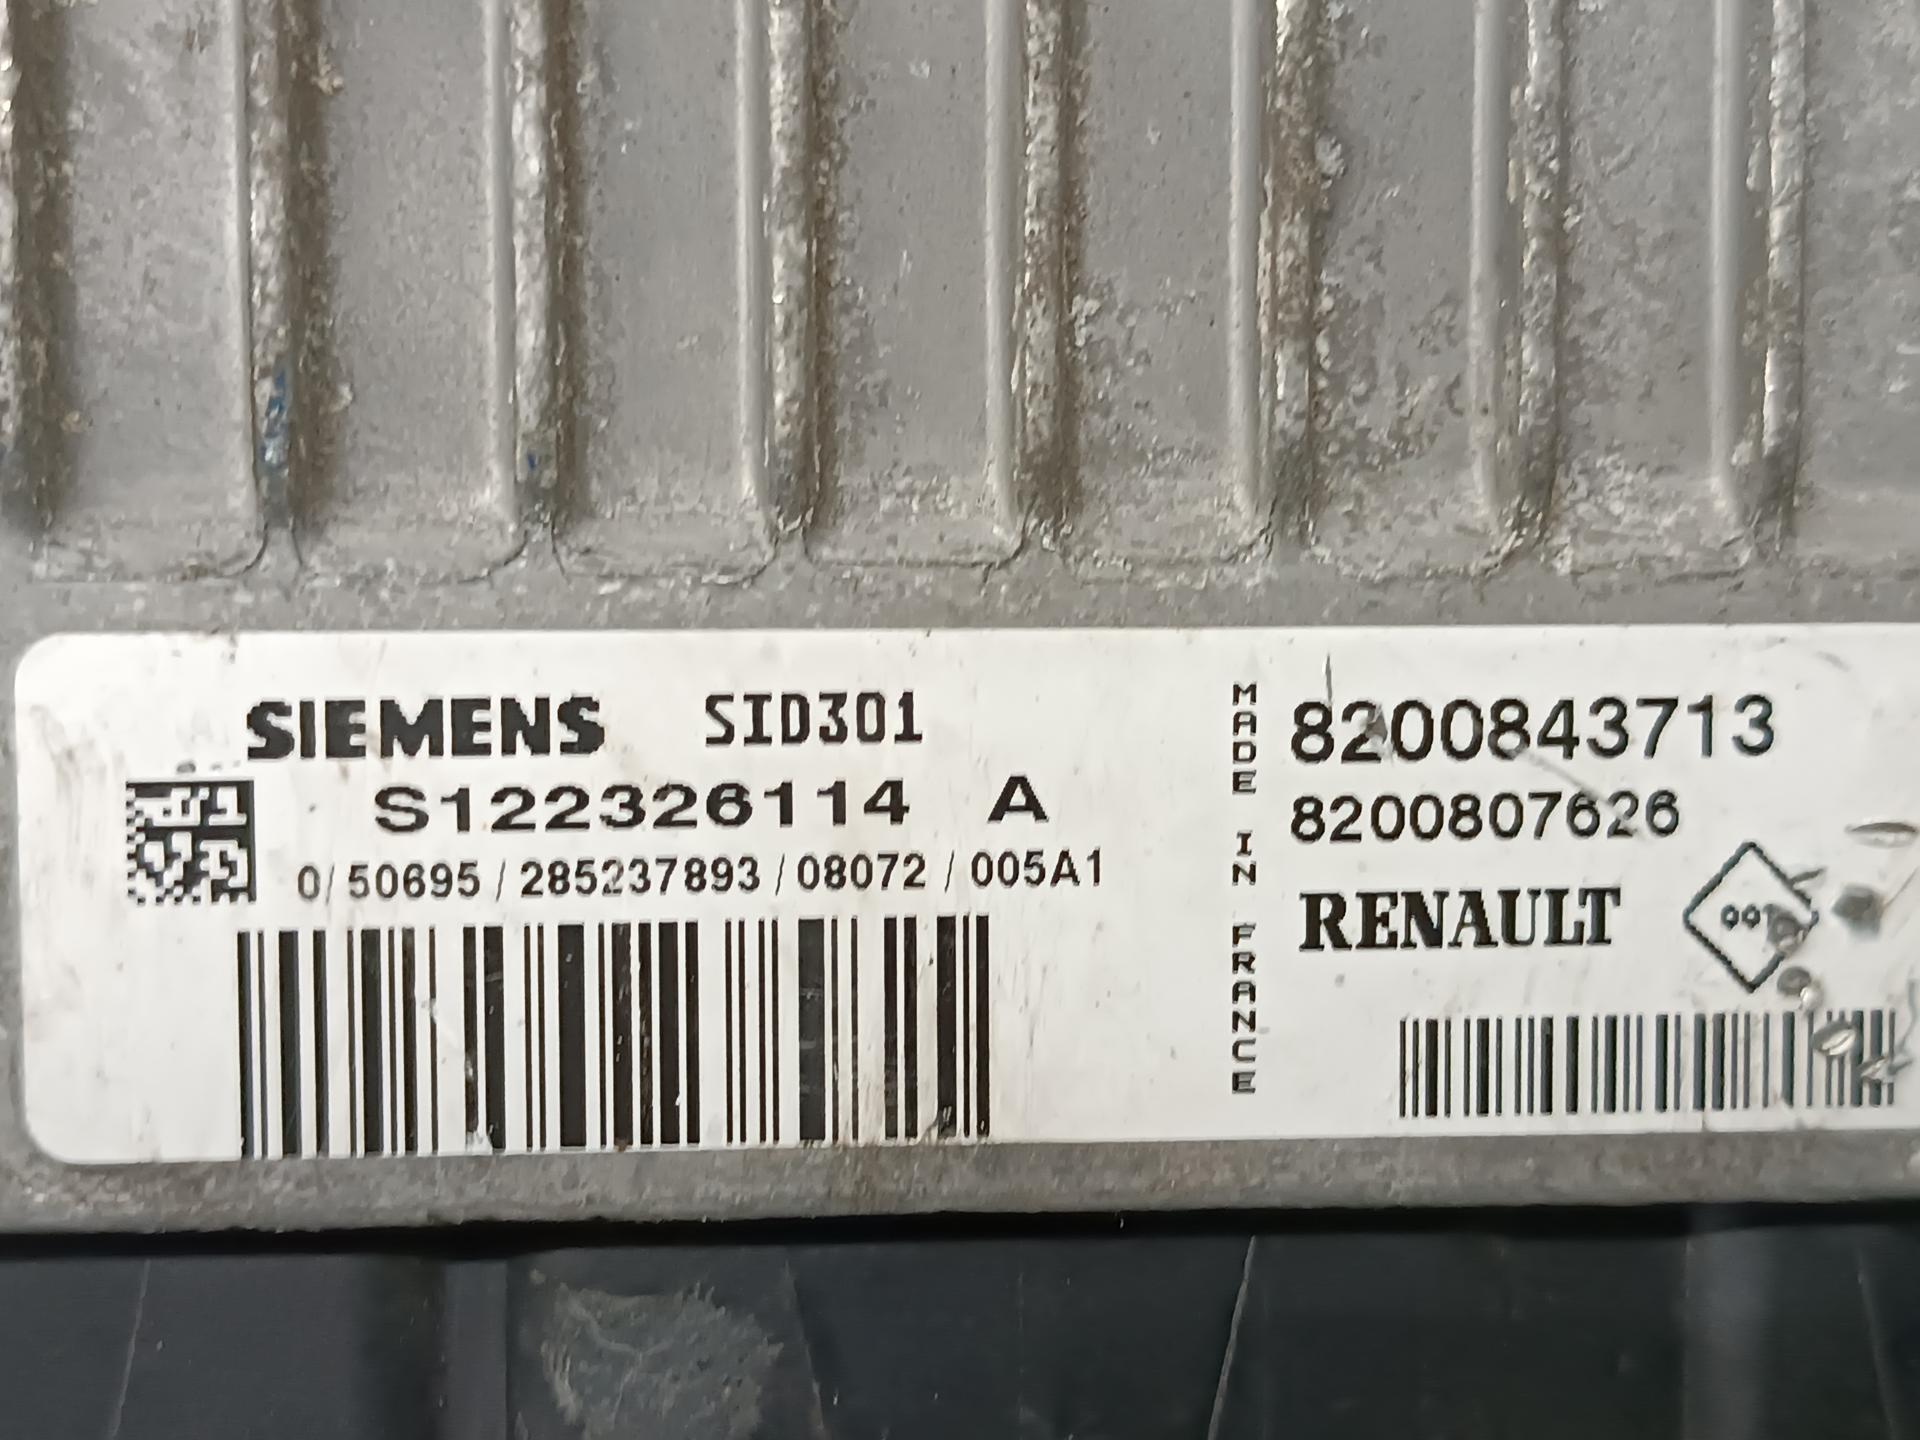 SIEMENS SID301
S122326114 A
0/50695/285237893/08072/005A1
MADE IN FRANCE
8200843713
8200807626
RENAULT